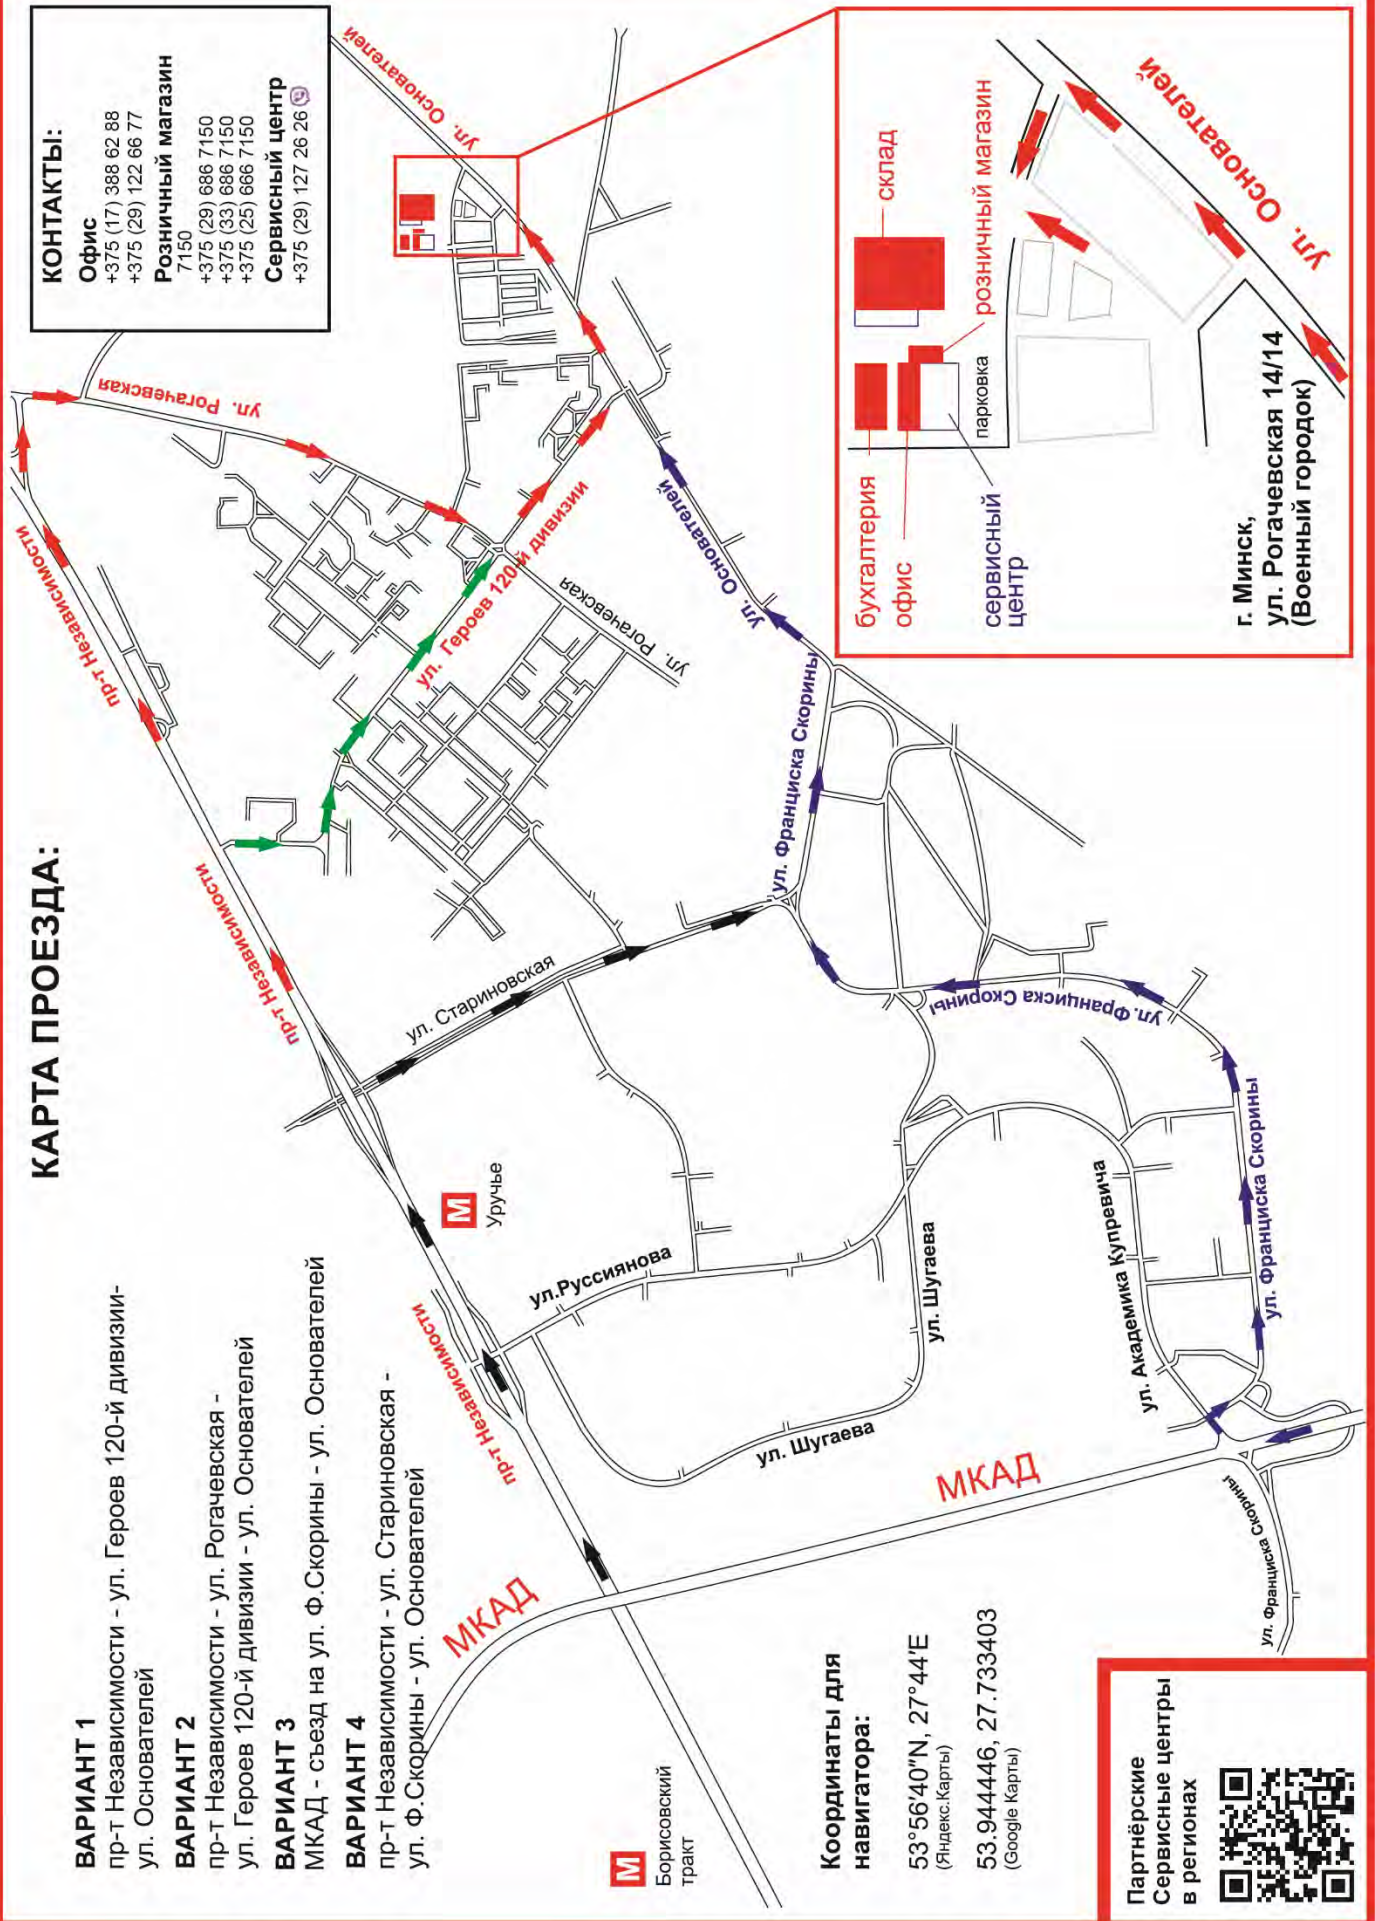 КАРТА ПРОЕЗДА:
ВАРИАНТ 1
пр-т Независимости - ул. Героев 120-й дивизии-
ул. Основателей
ВАРИАНТ 2
пр-т Независимости - ул. Рогачевская -
ул. Героев 120-й дивизии - ул. Основателей
ВАРИАНТ 3
МКАД - съезд на ул. Ф.Скорины - ул. Основателей
ВАРИАНТ 4
пр-т Независимости - ул. Стариновская -
ул. Ф.Скорины - ул. Основателей
КОНТАКТЫ:
Офис
+375 (17) 388 62 88
+375 (29) 122 66 77
Розничный магазин
7150
+375 (29) 686 7150
+375 (33) 686 7150
+375 (25) 666 7150
Сервисный центр
+375 (29) 127 26 26
пр-т Независимости
пр-т Независимости
пр-т Независимости
ул. Рогачевская
ул. Основателей
ул. Героев 120-й дивизии
ул. Рогачевская
ул. Стариновская
М
Уручье
ул.Руссиянова
ул. Основателей
ул. Франциска Скорины
ул. Франциска Скорины
ул. Франциска Скорины
ул. Шугаева
ул. Шугаева
ул. Академика Купревича
МКАД
МКАД
ул. Франциска Скорины
М
Борисовский
тракт
Координаты для
навигатора:
53°56'40"N, 27°44'E
(Яндекс.Карты)
53.944446, 27.733403
(Google Карты)
бухгалтерия
офис
сервисный
центр
склад
розничный магазин
парковка
ул. Основателей
г. Минск,
ул. Рогачевская 14/14
(Военный городок)
Партнёрские
Сервисные центры
в регионах